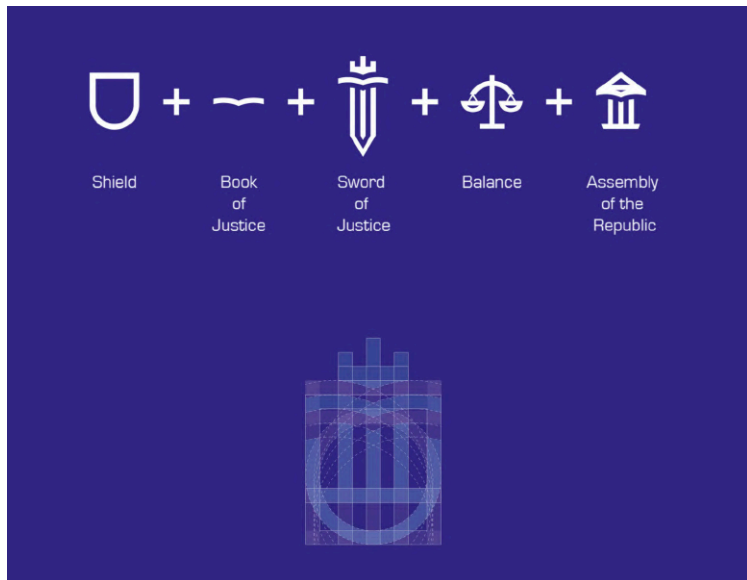 Shield
Book
of
Justice
Sword
of
Justice
Balance
Assembly
of the
Republic